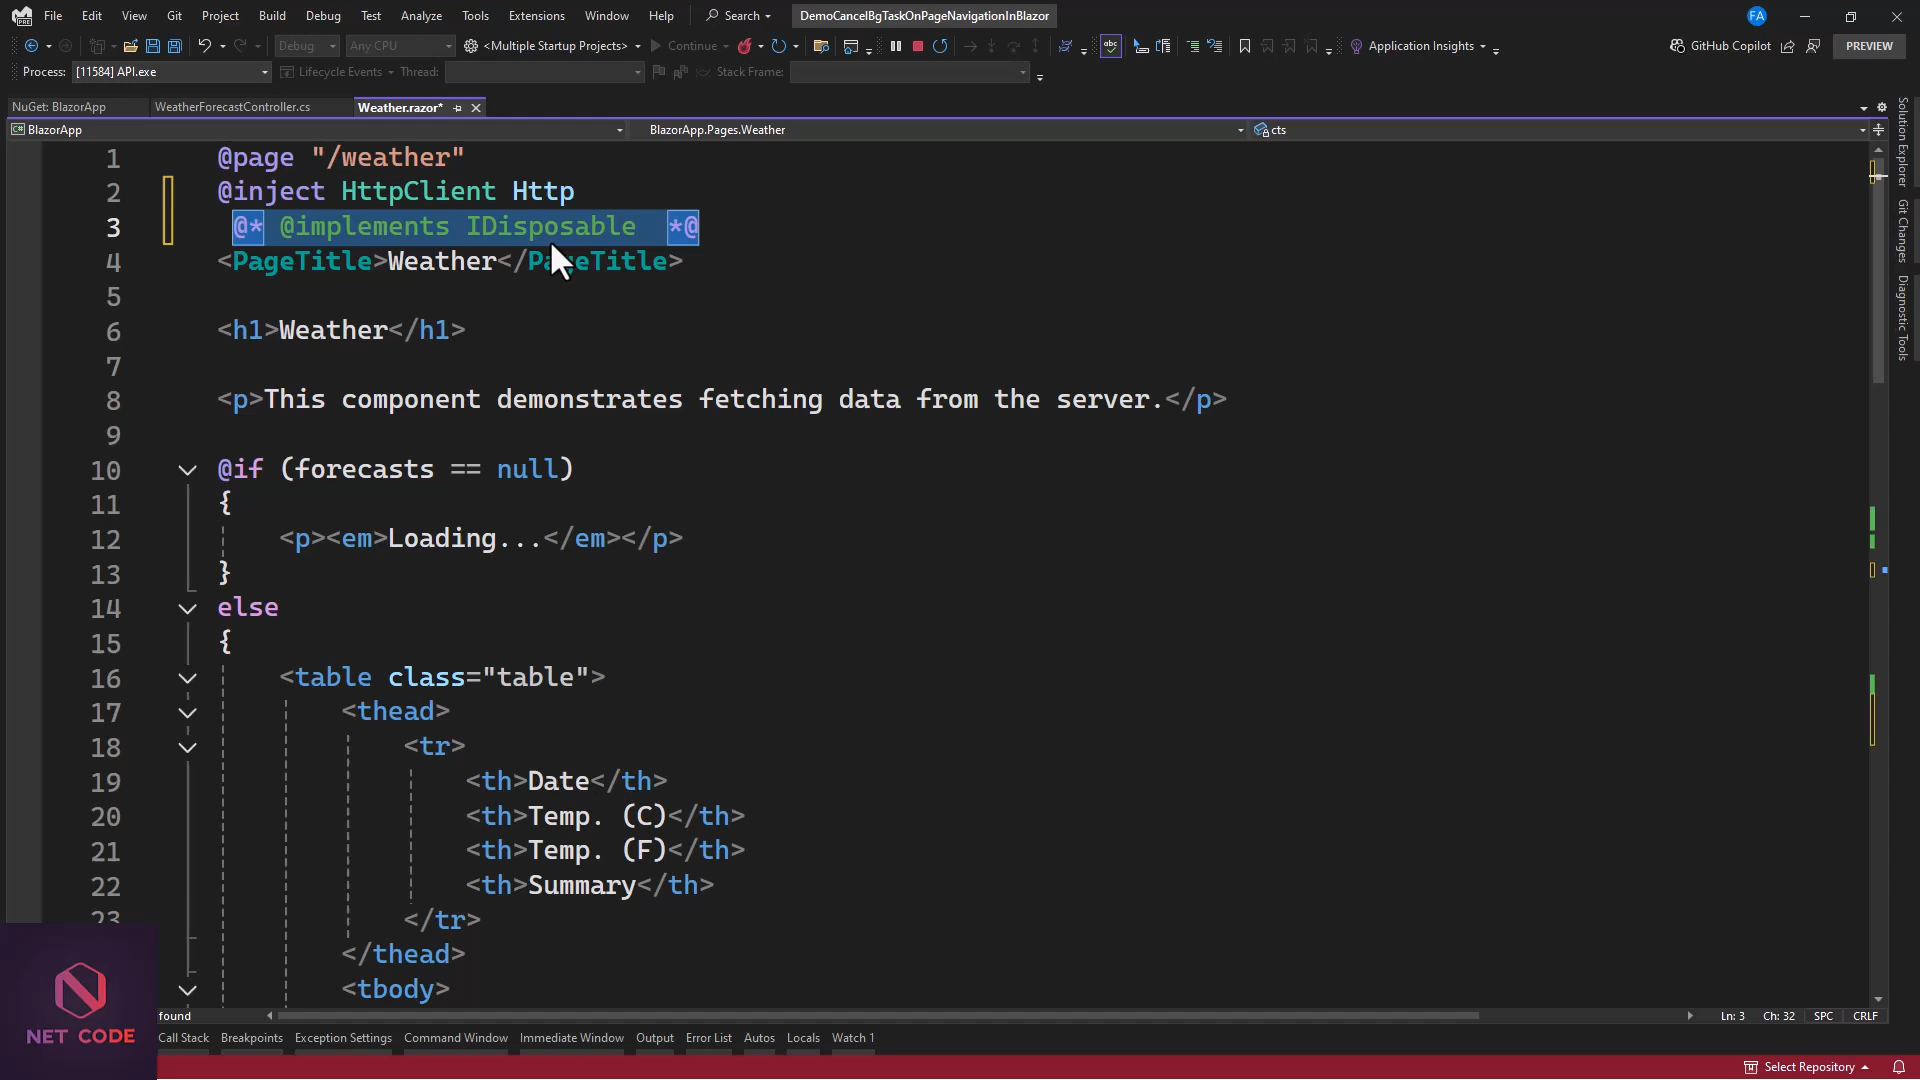 File Edit View Git Project Build Debug Test Analyze Tools Extensions Window Help Search DemoCancelBgTaskOnPageNavigationInBlazor FA
Debug Any CPU <Multiple Startup Projects> Continue abc Application Insights GitHub Copilot PREVIEW
Process: [11584] API.exe Lifecycle Events Thread: Stack Frame:
NuGet: BlazorApp WeatherForecastController.cs Weather.razor*
C# BlazorApp BlazorApp.Pages.Weather cts
1 @page "/weather"
2 @inject HttpClient Http
3 @* @implements IDisposable *@
4 <PageTitle>Weather</PageTitle>
5
6 <h1>Weather</h1>
7
8 <p>This component demonstrates fetching data from the server.</p>
9
10 @if (forecasts == null)
11 {
12 <p><em>Loading...</em></p>
13 }
14 else
15 {
16 <table class="table">
17 <thead>
18 <tr>
19 <th>Date</th>
20 <th>Temp. (C)</th>
21 <th>Temp. (F)</th>
22 <th>Summary</th>
23 </tr>
</thead>
<tbody>
Solution Explorer
Git Changes
Diagnostic Tools
NET CODE
found Ln: 3 Ch: 32 SPC CRLF
Call Stack Breakpoints Exception Settings Command Window Immediate Window Output Error List Autos Locals Watch 1
Select Repository